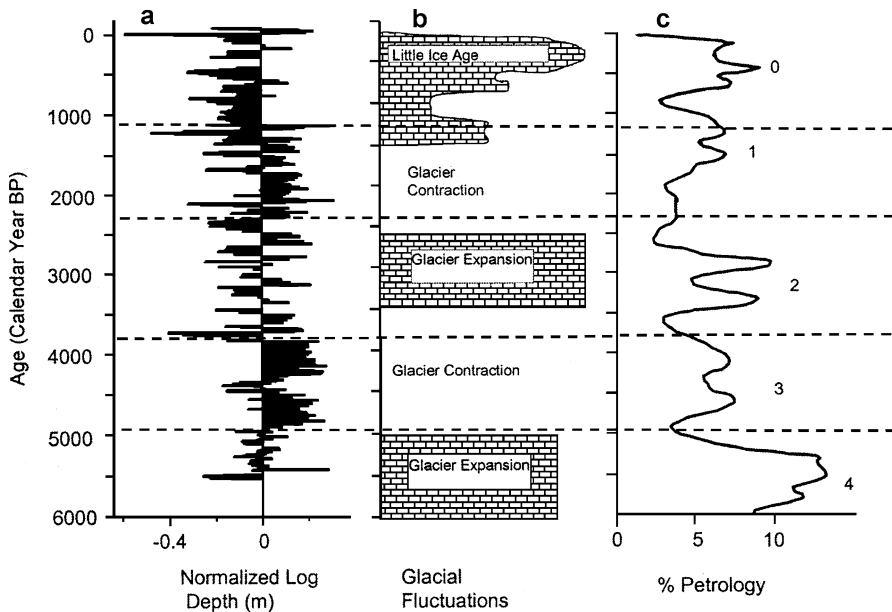 a
b
c
0
1000
2000
3000
4000
5000
6000
Age (Calendar Year BP)
-0.4
0
Normalized Log
Depth (m)
Little Ice Age
Glacier
Contraction
Glacier Expansion
Glacier Contraction
Glacier Expansion
Glacial
Fluctuations
0
1
2
3
4
0
5
10
% Petrology